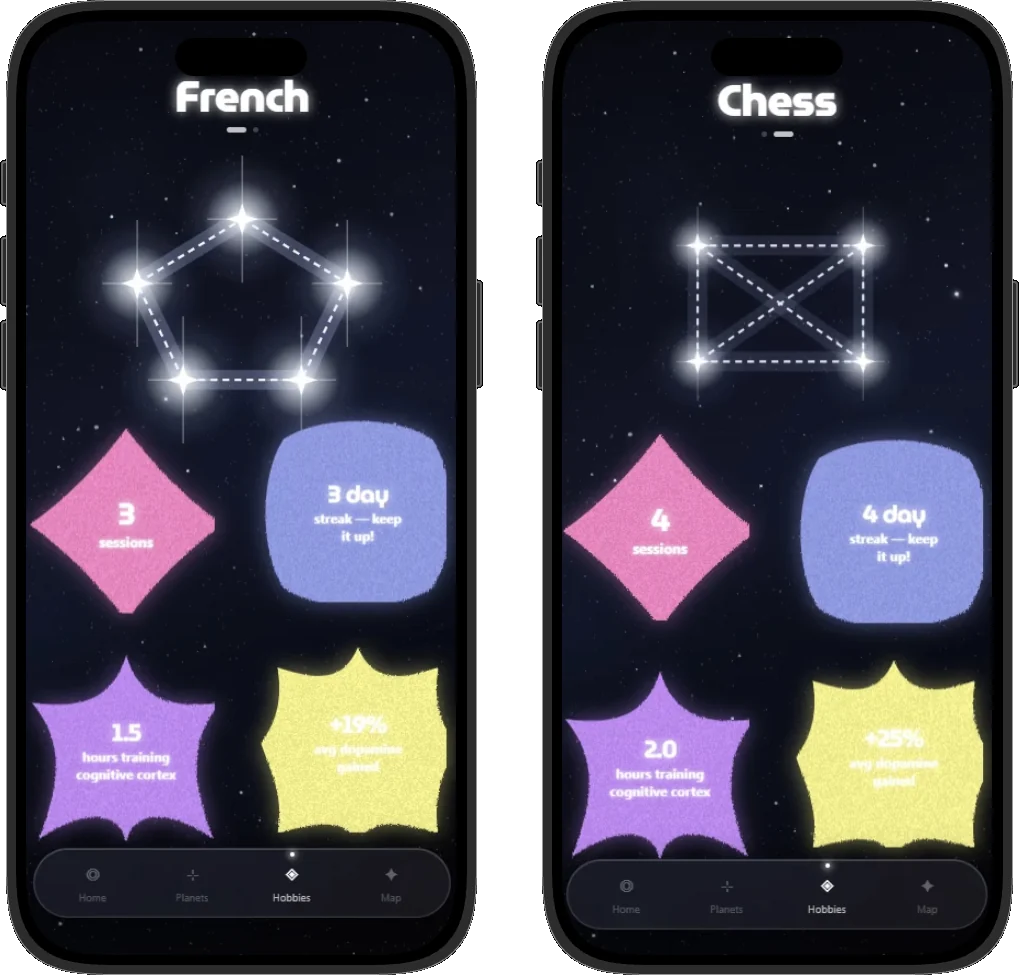 French
3
sessions
3 day
streak — keep
it up!
1.5
hours training
cognitive cortex
+19%
avg dopamine
gained
Home
Planets
Hobbies
Map
Chess
4
sessions
4 day
streak — keep
it up!
2.0
hours training
cognitive cortex
+25%
avg dopamine
gained
Home
Planets
Hobbies
Map